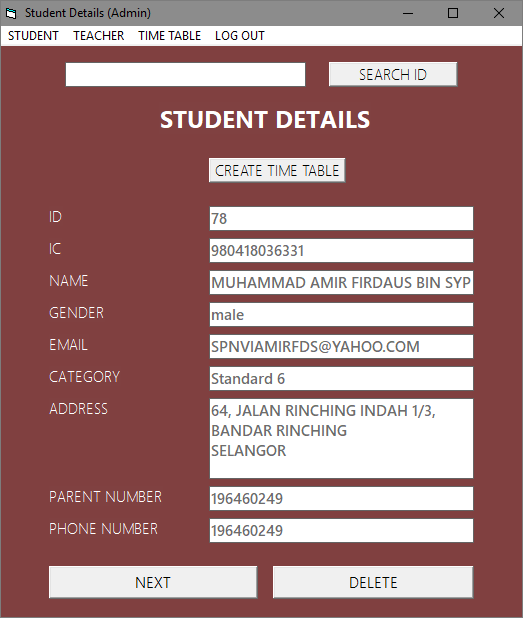 Student Details (Admin)
STUDENT TEACHER TIME TABLE LOG OUT
SEARCH ID
STUDENT DETAILS
CREATE TIME TABLE
ID 78
IC 980418036331
NAME MUHAMMAD AMIR FIRDAUS BIN SYP
GENDER male
EMAIL SPNVIAMIRFDS@YAHOO.COM
CATEGORY Standard 6
ADDRESS 64, JALAN RINCHING INDAH 1/3,
BANDAR RINCHING
SELANGOR
PARENT NUMBER 196460249
PHONE NUMBER 196460249
NEXT DELETE